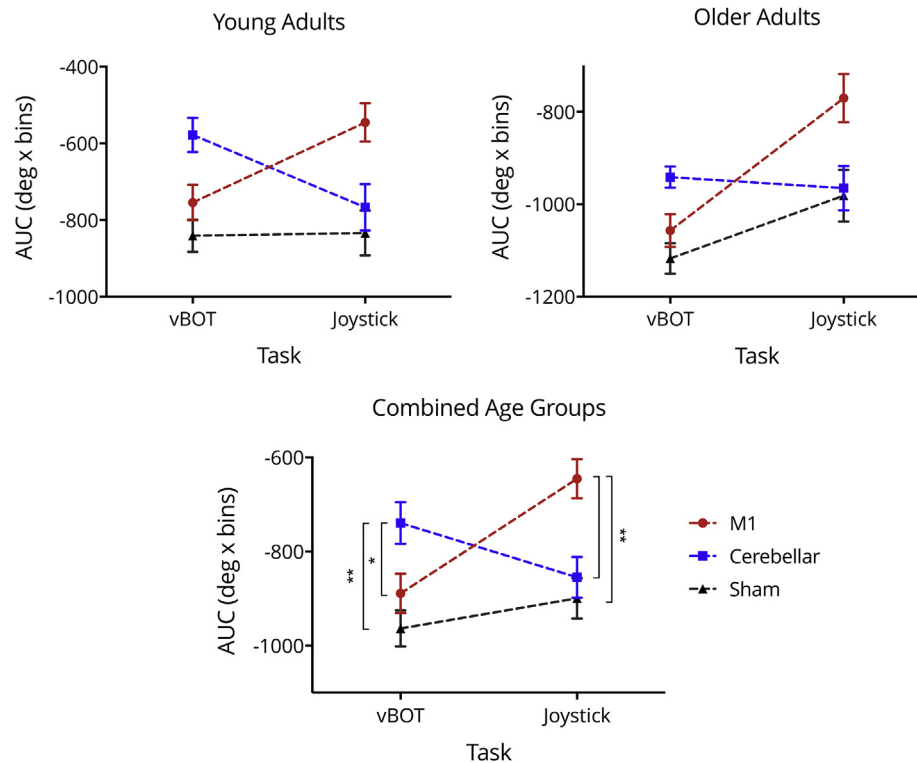 Young Adults
-400
-600
-800
-1000
AUC (deg x bins)
vBOT
Joystick
Task
Older Adults
-800
-1000
-1200
AUC (deg x bins)
vBOT
Joystick
Task
Combined Age Groups
-600
-800
-1000
AUC (deg x bins)
**
*
**
vBOT
Joystick
Task
M1
Cerebellar
Sham